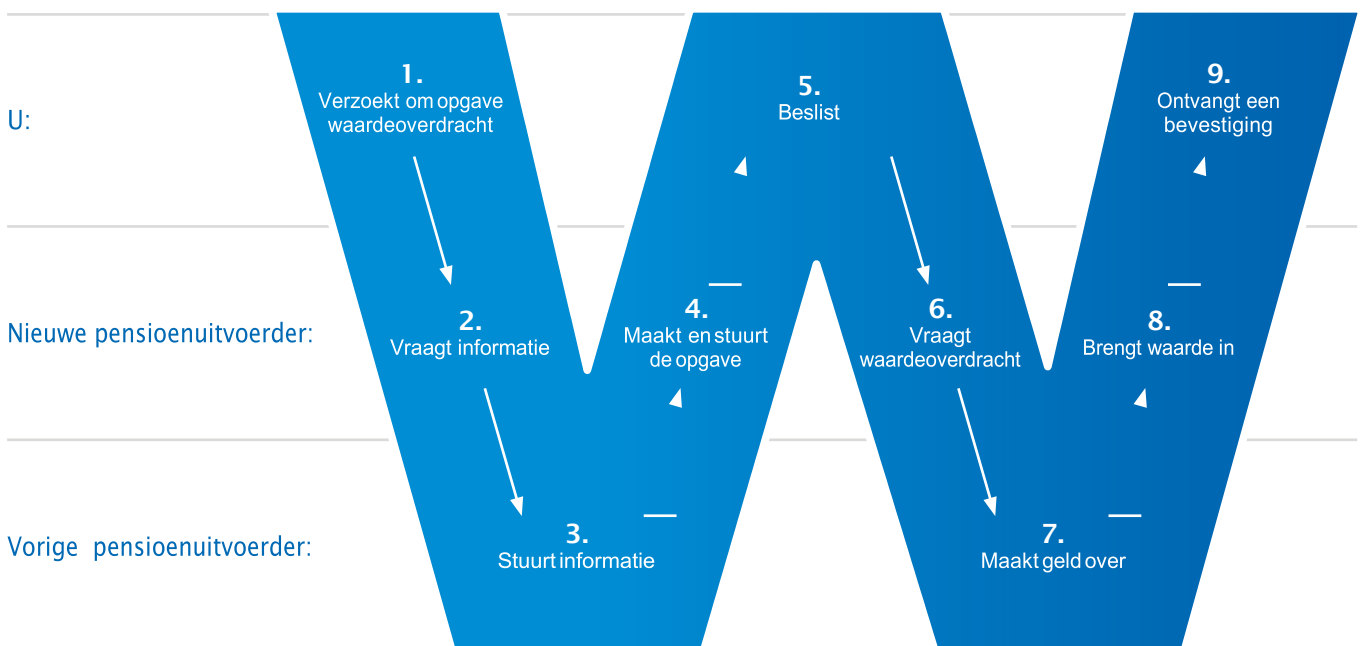 U:
1.
Verzoekt om opgave
waardeoverdracht
5.
Beslist
9.
Ontvangt een
bevestiging
Nieuwe pensioenuitvoerder:
2.
Vraagt informatie
4.
Maakt en stuurt
de opgave
6.
Vraagt
waardeoverdracht
8.
Brengt waarde in
Vorige pensioenuitvoerder:
3.
Stuurt informatie
7.
Maakt geld over